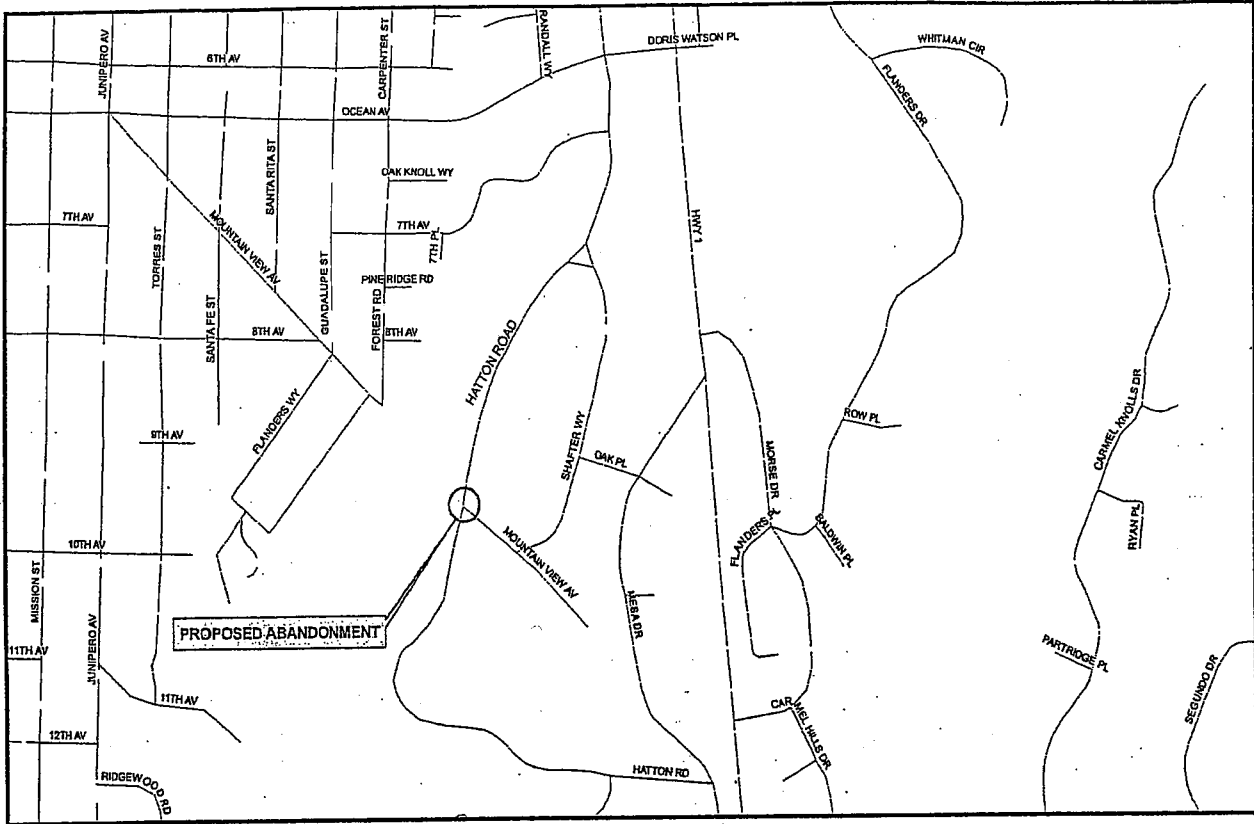 JUNIPERO AV
6TH AV
CARPENTER ST
RANDALL WY
DORIS WATSON PL
WHITMAN CIR
FLANDERS DR
OCEAN AV
SANTA RITA ST
OAK KNOLL WY
7TH AV
MOUNTAIN VIEW AV
7TH AV
7TH PL
HWY 1
TORRES ST
GUADALUPE ST
PINE RIDGE RD
SANTA FE ST
8TH AV
FOREST RD
8TH AV
HATTON ROAD
FLANDERS WY
9TH AV
SHAFTER WY
OAK PL
MORSE DR
ROW PL
CARMEL KNOLLS DR
RYAN PL
FLANDERS PL
BALDWIN PL
10TH AV
MOUNTAIN VIEW AV
MISSION ST
MESA DR
PROPOSED ABANDONMENT
11TH AV
JUNIPERO AV
11TH AV
PARTRIDGE PL
SEGUNDO DR
CARMEL HILLS DR
12TH AV
HATTON RD
RIDGEWOOD RD